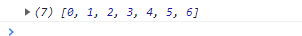 (7) [0, 1, 2, 3, 4, 5, 6]